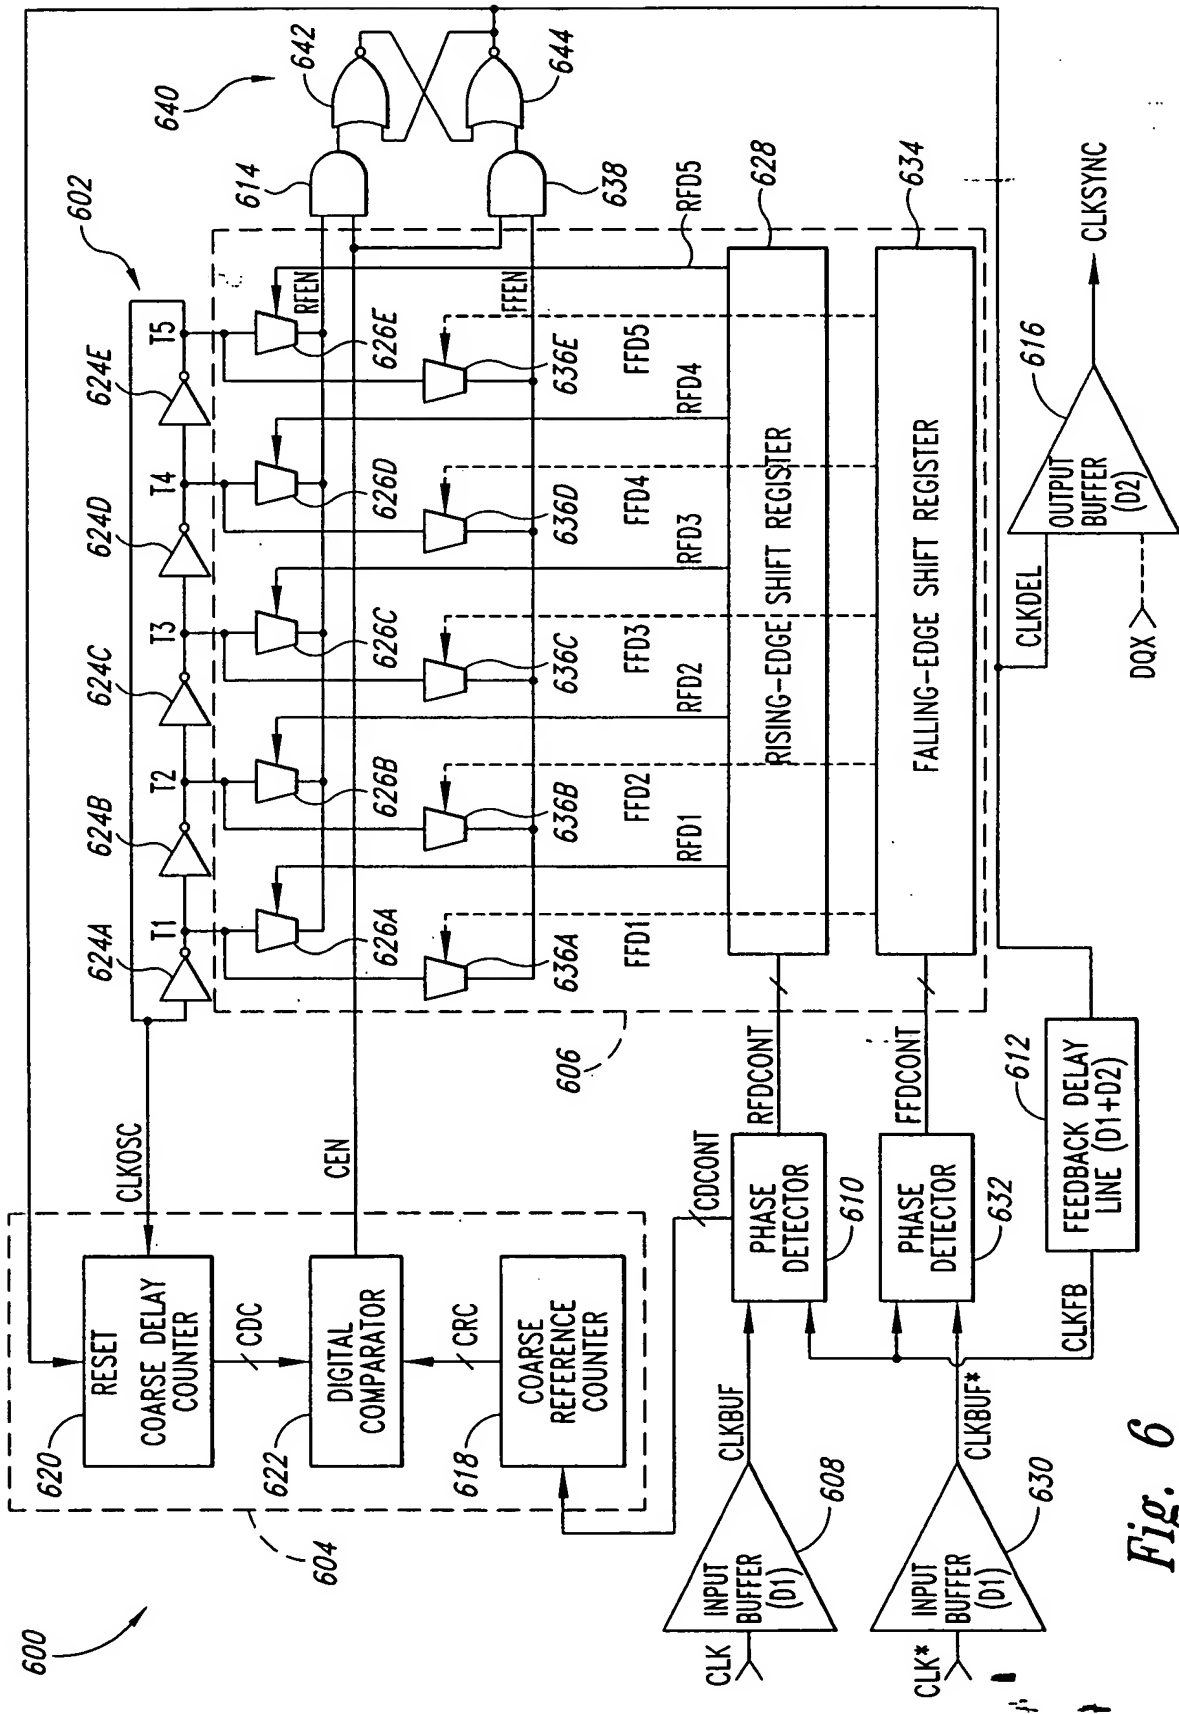 600
604
620
RESET
COARSE DELAY
COUNTER
CDC
622
DIGITAL
COMPARATOR
CRC
618
COARSE
REFERENCE
COUNTER
CLKOSC
CEN
602
624A
624B
624C
624D
624E
T1
T2
T3
T4
T5
626A
626B
626C
626D
626E
RFEN
636A
636B
636C
636D
636E
FFEN
614
638
640
642
644
FFD1
RFD1
FFD2
RFD2
FFD3
RFD3
FFD4
RFD4
FFD5
RFD5
RISING-EDGE SHIFT REGISTER
628
FALLING-EDGE SHIFT REGISTER
634
606
CDCONT
RFDCONT
FFDCONT
PHASE
DETECTOR
610
PHASE
DETECTOR
632
FEEDBACK DELAY
LINE (D1+D2)
612
CLKFB
CLK
INPUT
BUFFER
(D1)
608
CLKBUF
CLK*
INPUT
BUFFER
(D1)
630
CLKBUF*
CLKDEL
DQX
OUTPUT
BUFFER
(D2)
616
CLKSYNC
Fig. 6